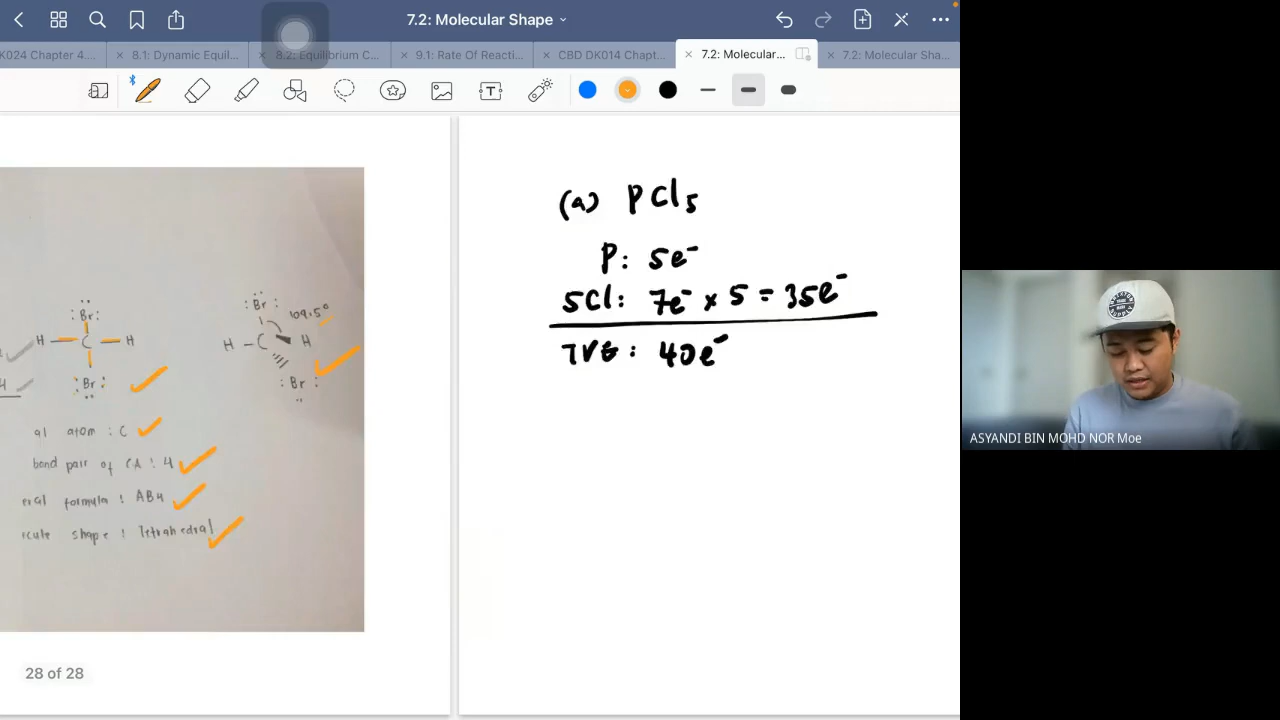 7.2: Molecular Shape
K024 Chapter 4....
8.1: Dynamic Equil...
8.2: Equilibrium C...
9.1: Rate Of Reacti...
CBD DK014 Chapt...
7.2: Molecular...
7.2: Molecular Sha...
T
(a) PCl5
P: 5e-
5Cl: 7e- x 5 = 35e-
TVE: 40e-
Br
H C H
Br
Br 109.5°
H - C H
Br
4
al atom : C
bond pair of CA : 4
eral formula : AB4
cule shape : Tetrahedral
28 of 28
ASYANDI BIN MOHD NOR Moe